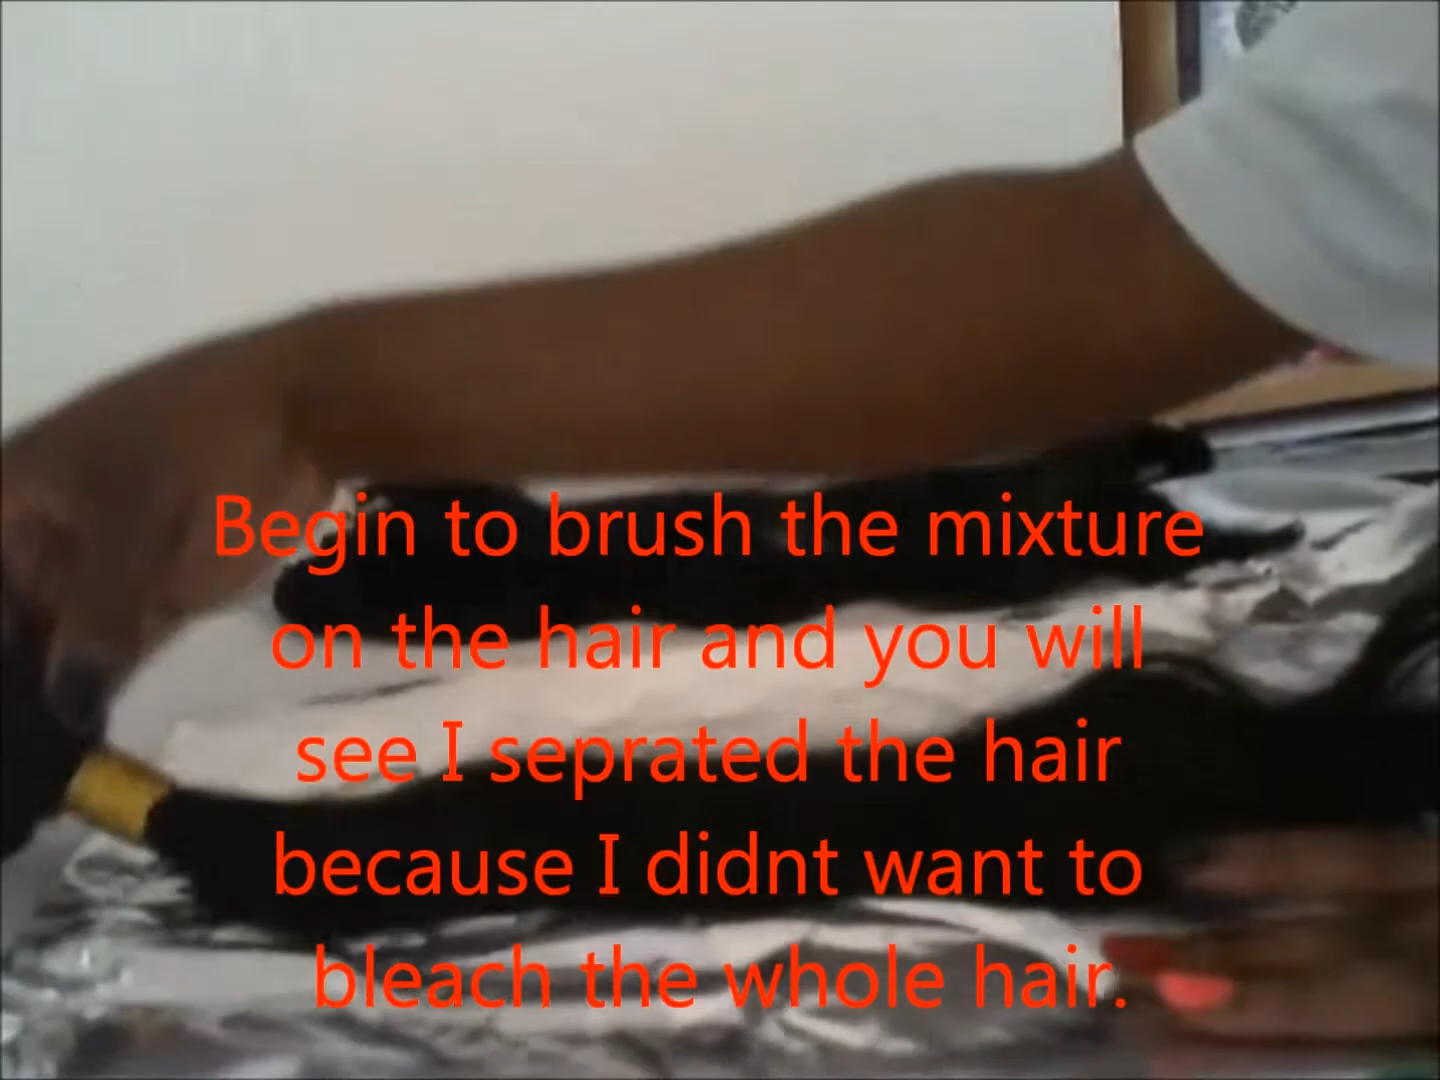 Begin to brush the mixture
on the hair and you will
see I seprated the hair
because I didnt want to
bleach the whole hair.